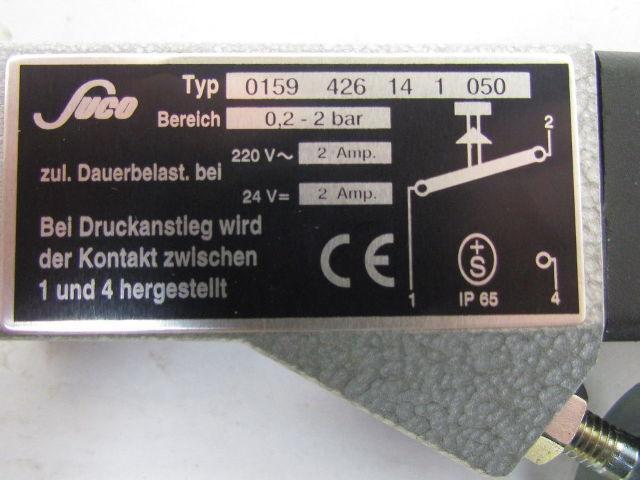 Suco
Typ 0159 426 14 1 050
Bereich 0,2 - 2 bar
zul. Dauerbelast. bei
220 V~ 2 Amp.
24 V= 2 Amp.
Bei Druckanstieg wird
der Kontakt zwischen
1 und 4 hergestellt
CE
2
1
+
S
IP 65
4